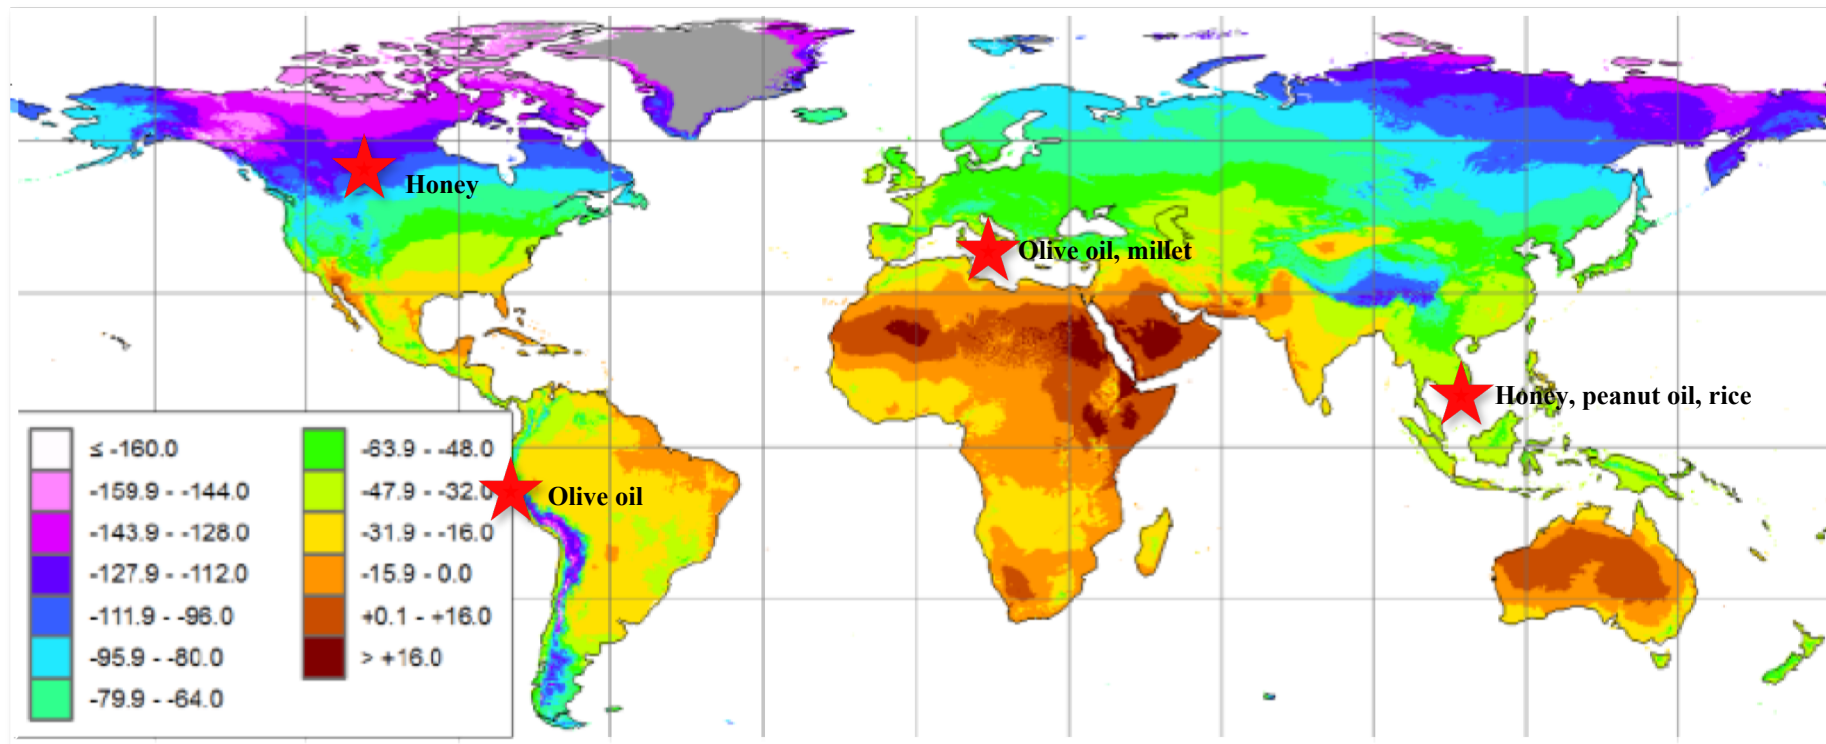 Honey
Olive oil, millet
Honey, peanut oil, rice
Olive oil
≤ -160.0
-159.9 - -144.0
-143.9 - -128.0
-127.9 - -112.0
-111.9 - -96.0
-95.9 - -80.0
-79.9 - -64.0
-63.9 - -48.0
-47.9 - -32.0
-31.9 - -16.0
-15.9 - 0.0
+0.1 - +16.0
> +16.0